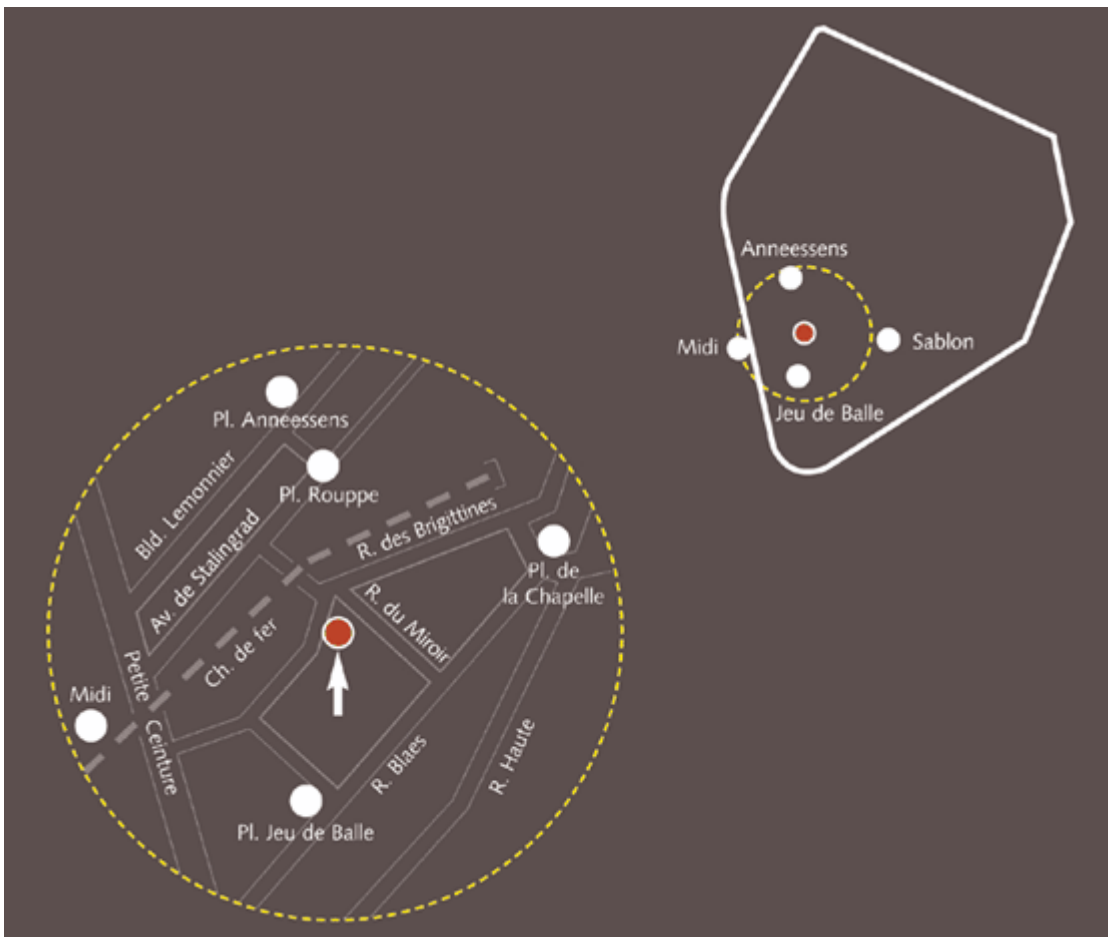 Anneessens
Midi
Sablon
Jeu de Balle
Pl. Anneessens
Pl. Rouppe
Bld. Lemonnier
Av. de Stalingrad
R. des Brigittines
Pl. de
la Chapelle
R. du Miroir
Ch. de fer
Petite Ceinture
Midi
R. Blaes
R. Haute
Pl. Jeu de Balle